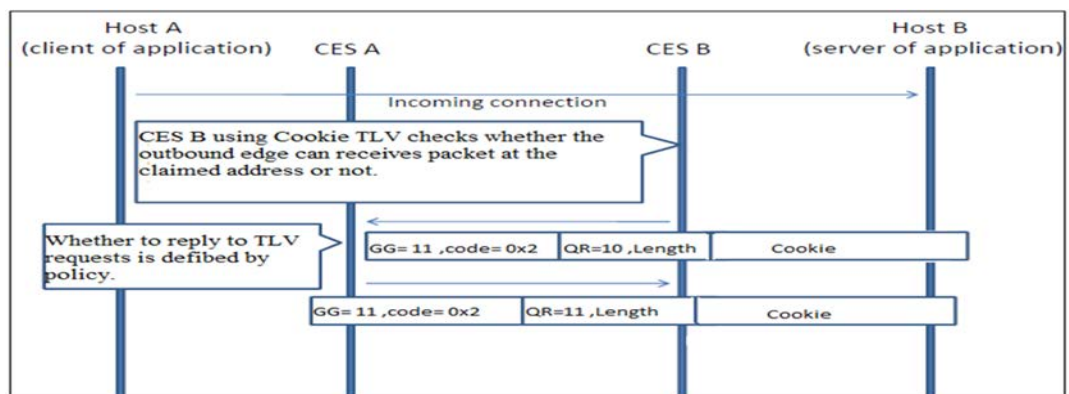 Host A
(client of application)
CES A
CES B
Host B
(server of application)
Incoming connection
CES B using Cookie TLV checks whether the
outbound edge can receives packet at the
claimed address or not.
Whether to reply to TLV
requests is defibed by
policy.
GG= 11 ,code= 0x2
QR=10 ,Length
Cookie
GG= 11 ,code= 0x2
QR=11 ,Length
Cookie